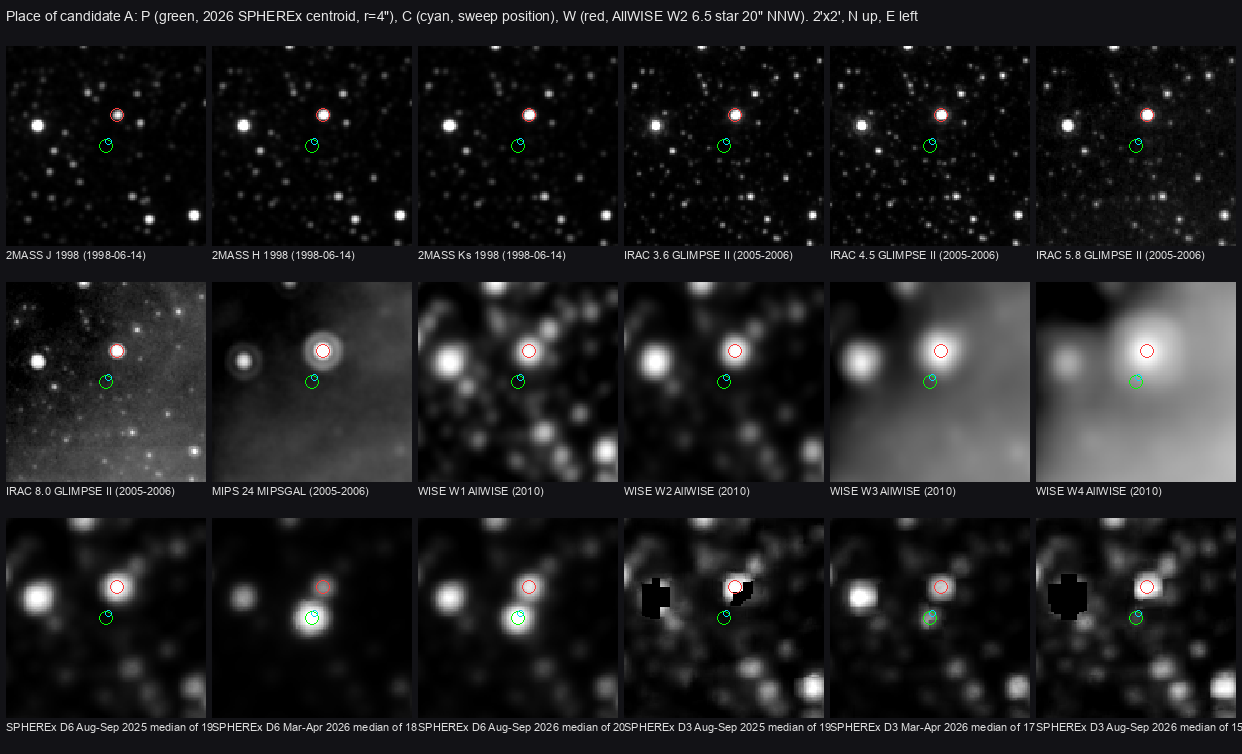 Place of candidate A: P (green, 2026 SPHEREx centroid, r=4"), C (cyan, sweep position), W (red, AllWISE W2 6.5 star 20" NNW). 2'x2', N up, E left
2MASS J 1998 (1998-06-14)
2MASS H 1998 (1998-06-14)
2MASS Ks 1998 (1998-06-14)
IRAC 3.6 GLIMPSE II (2005-2006)
IRAC 4.5 GLIMPSE II (2005-2006)
IRAC 5.8 GLIMPSE II (2005-2006)
IRAC 8.0 GLIMPSE II (2005-2006)
MIPS 24 MIPSGAL (2005-2006)
WISE W1 AllWISE (2010)
WISE W2 AllWISE (2010)
WISE W3 AllWISE (2010)
WISE W4 AllWISE (2010)
SPHEREx D6 Aug-Sep 2025 median of 19
SPHEREx D6 Mar-Apr 2026 median of 18
SPHEREx D6 Aug-Sep 2026 median of 20
SPHEREx D3 Aug-Sep 2025 median of 19
SPHEREx D3 Mar-Apr 2026 median of 17
SPHEREx D3 Aug-Sep 2026 median of 15